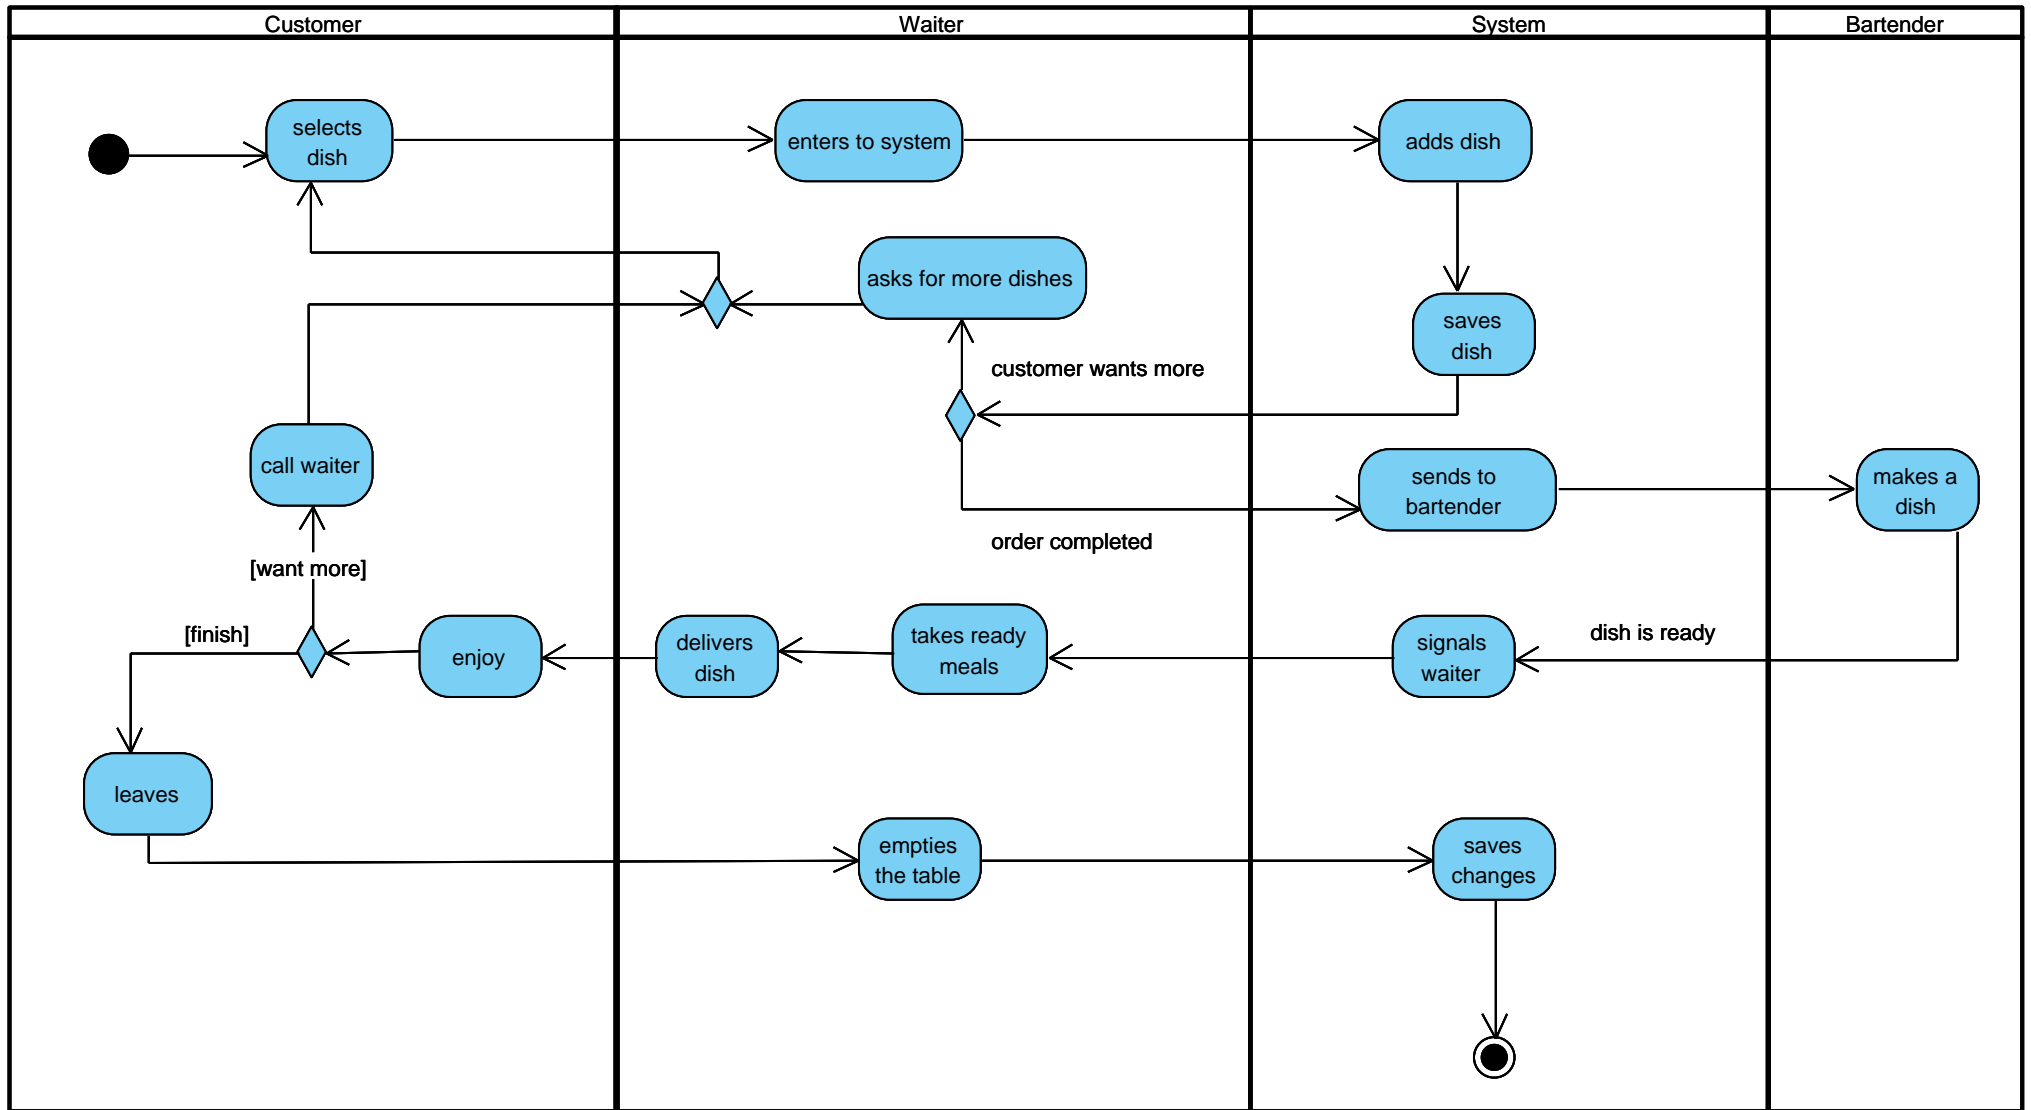 Customer
Waiter
System
Bartender
selects
dish
enters to system
adds dish
asks for more dishes
saves
dish
customer wants more
call waiter
sends to
bartender
makes a
dish
order completed
[want more]
[finish]
enjoy
delivers
dish
takes ready
meals
signals
waiter
dish is ready
leaves
empties
the table
saves
changes